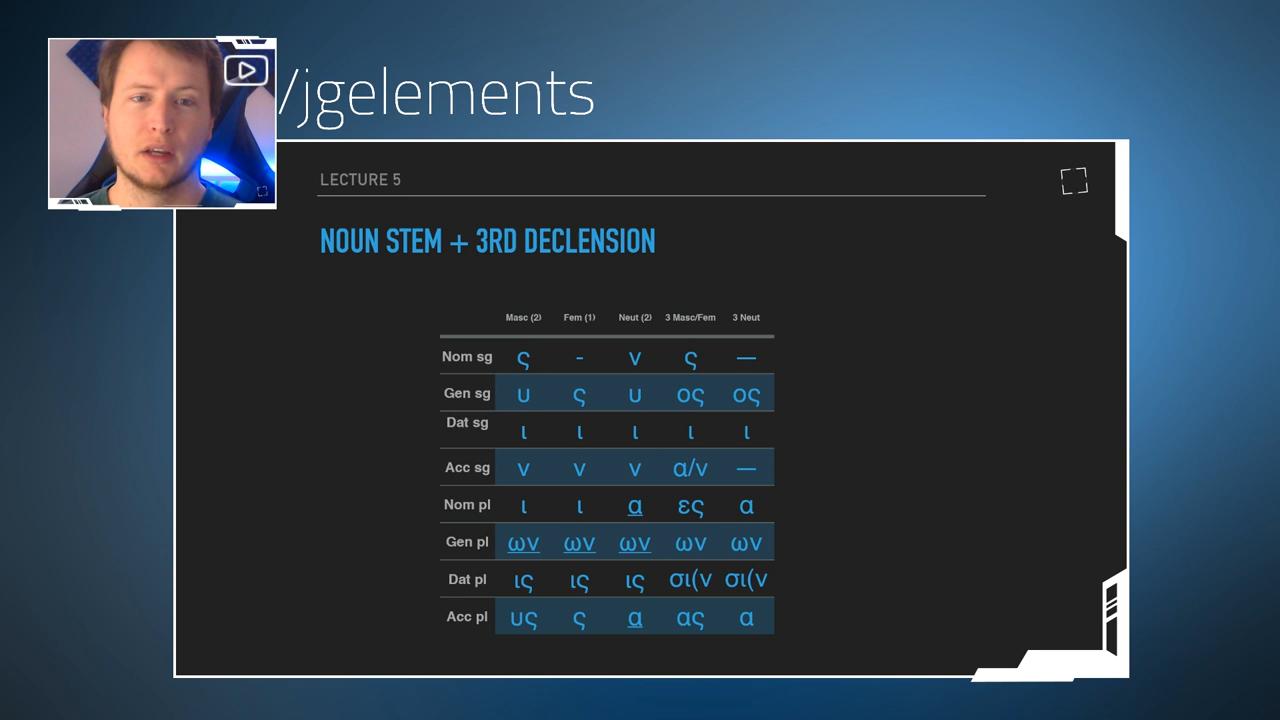 /jgelements
LECTURE 5
NOUN STEM + 3RD DECLENSION
Masc (2) Fem (1) Neut (2) 3 Masc/Fem 3 Neut
Nom sg ς - ν ς —
Gen sg υ ς υ ος ος
Dat sg ι ι ι ι ι
Acc sg ν ν ν α/ν —
Nom pl ι ι α ες α
Gen pl ων ων ων ων ων
Dat pl ις ις ις σι(ν σι(ν
Acc pl υς ς α ας α